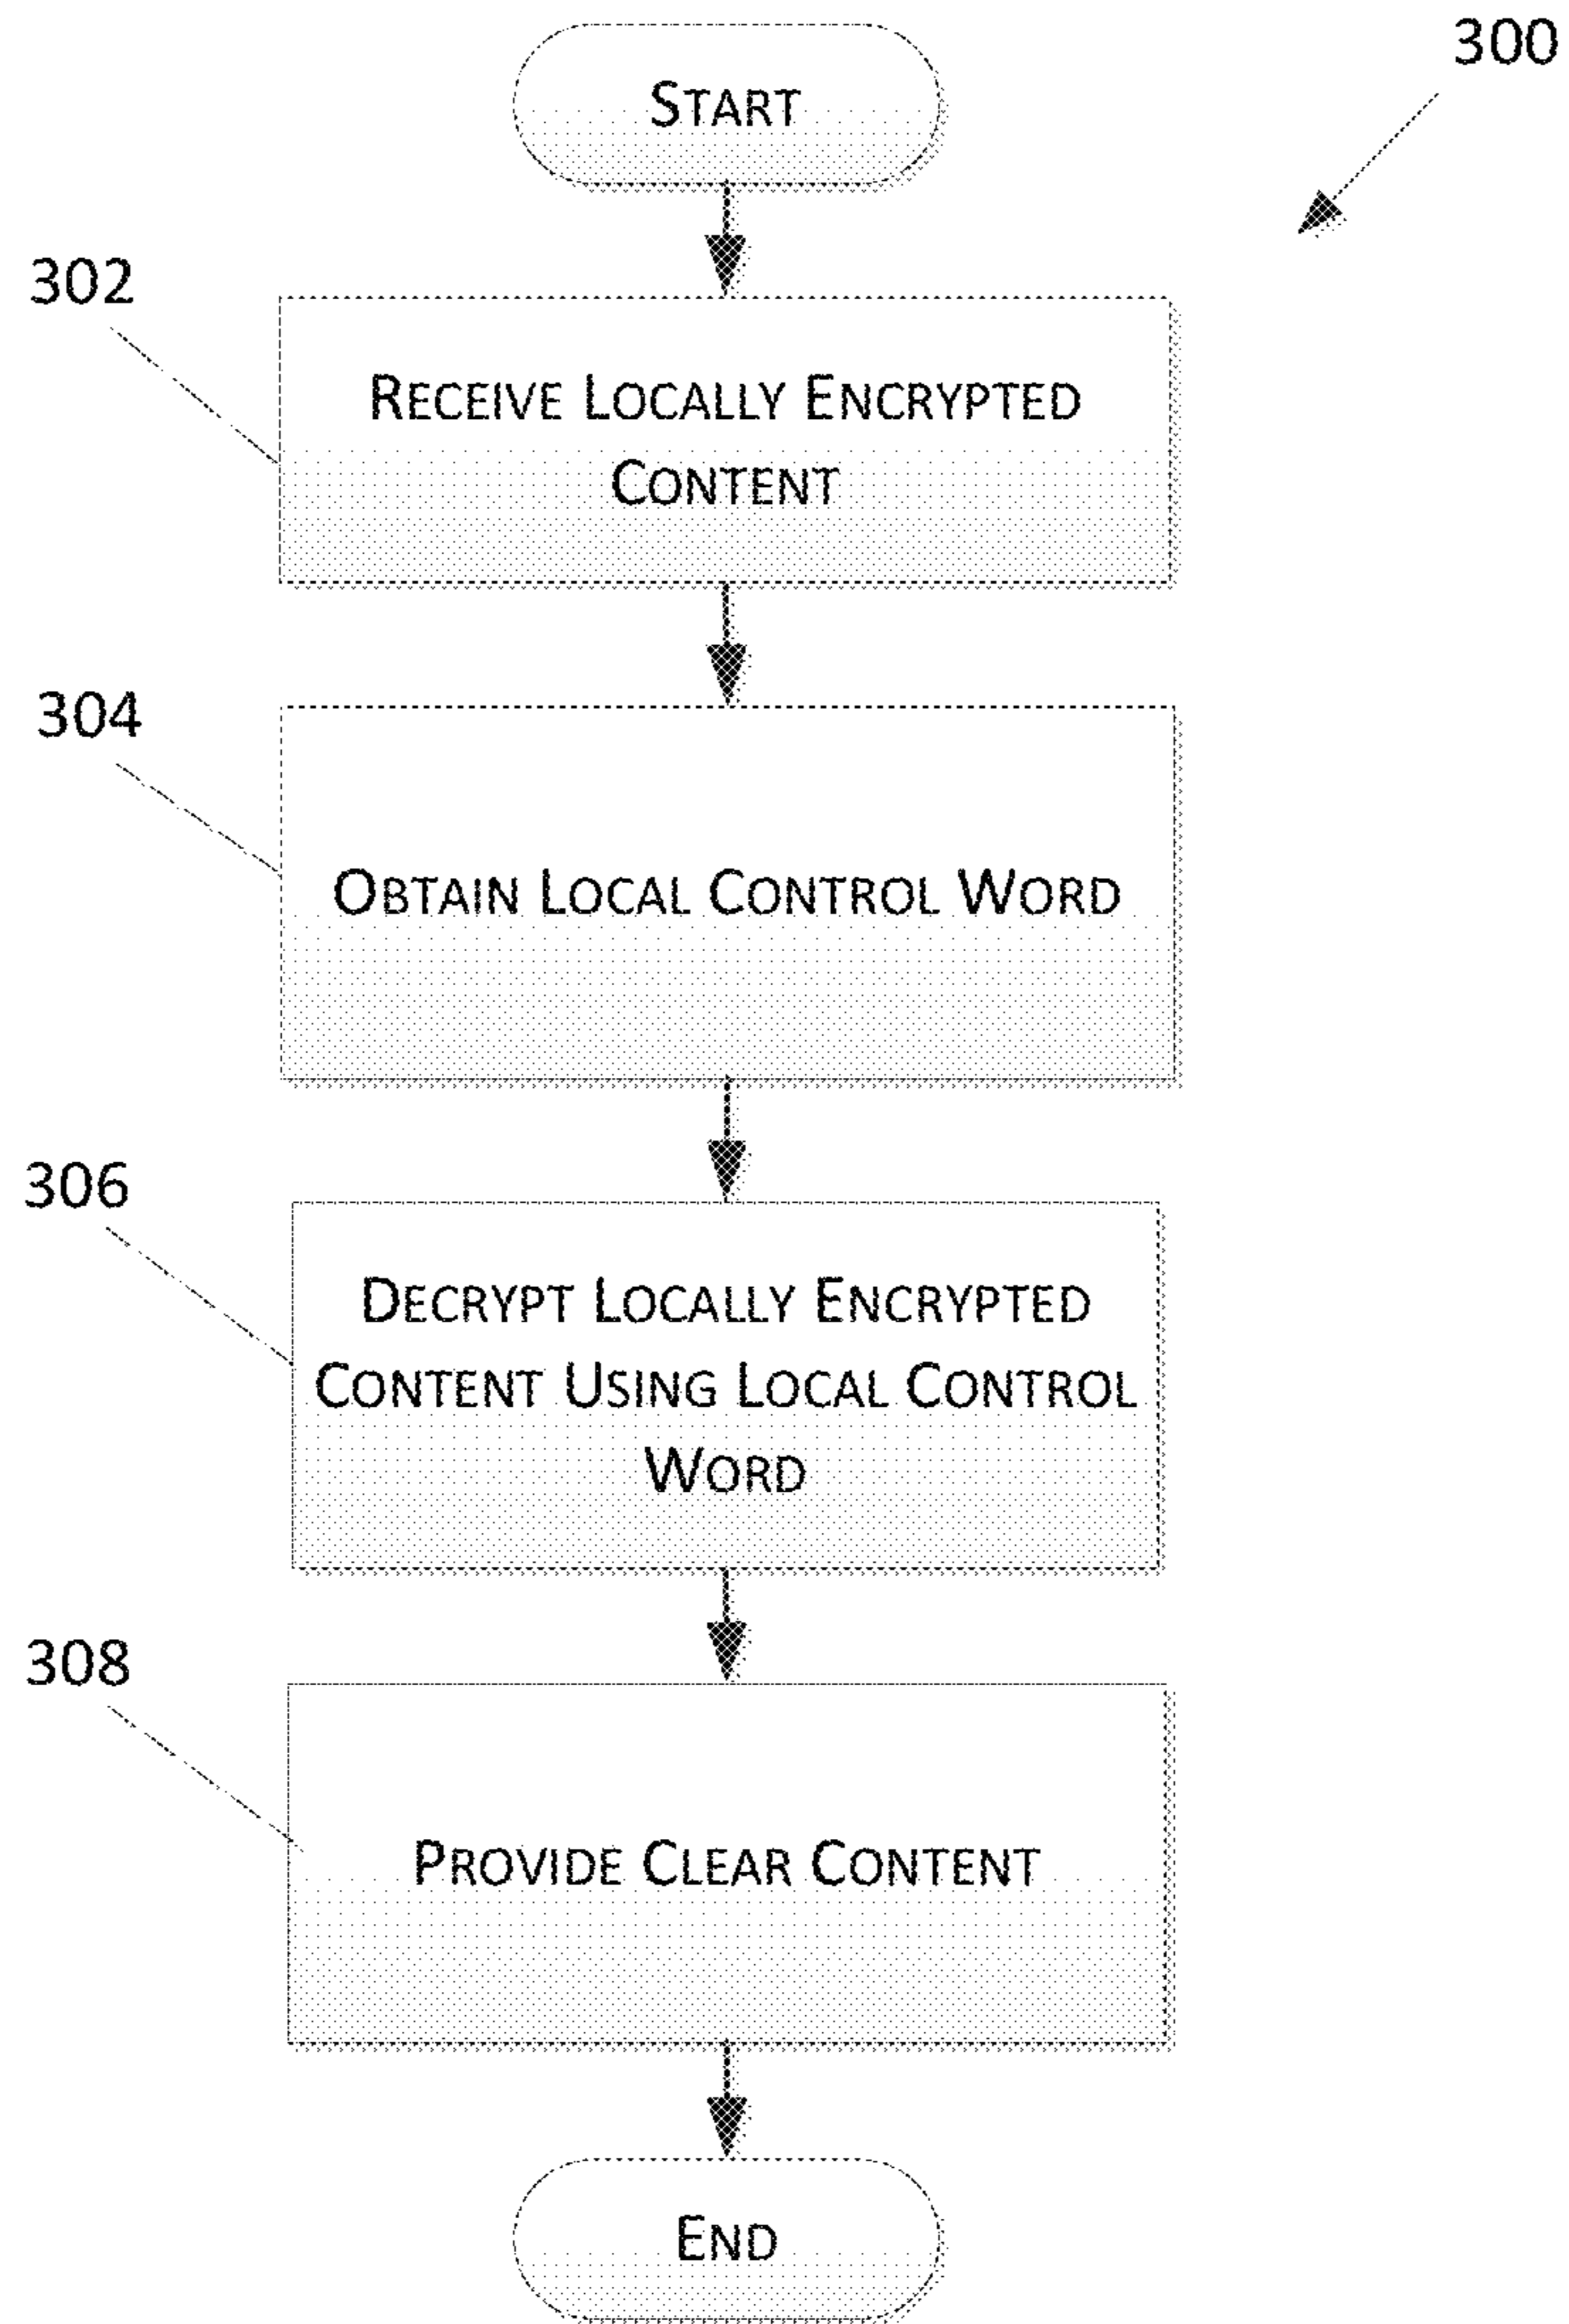 START
300
302
RECEIVE LOCALLY ENCRYPTED
CONTENT
304
OBTAIN LOCAL CONTROL WORD
306
DECRYPT LOCALLY ENCRYPTED
CONTENT USING LOCAL CONTROL
WORD
308
PROVIDE CLEAR CONTENT
END